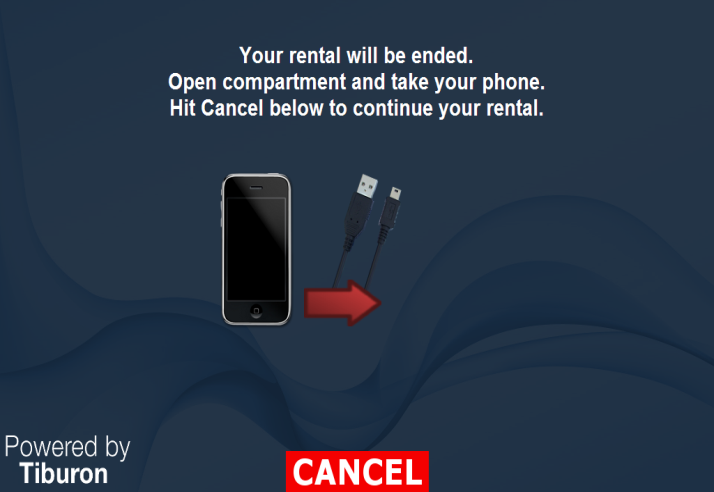 Your rental will be ended.
Open compartment and take your phone.
Hit Cancel below to continue your rental.
Powered by
Tiburon
CANCEL